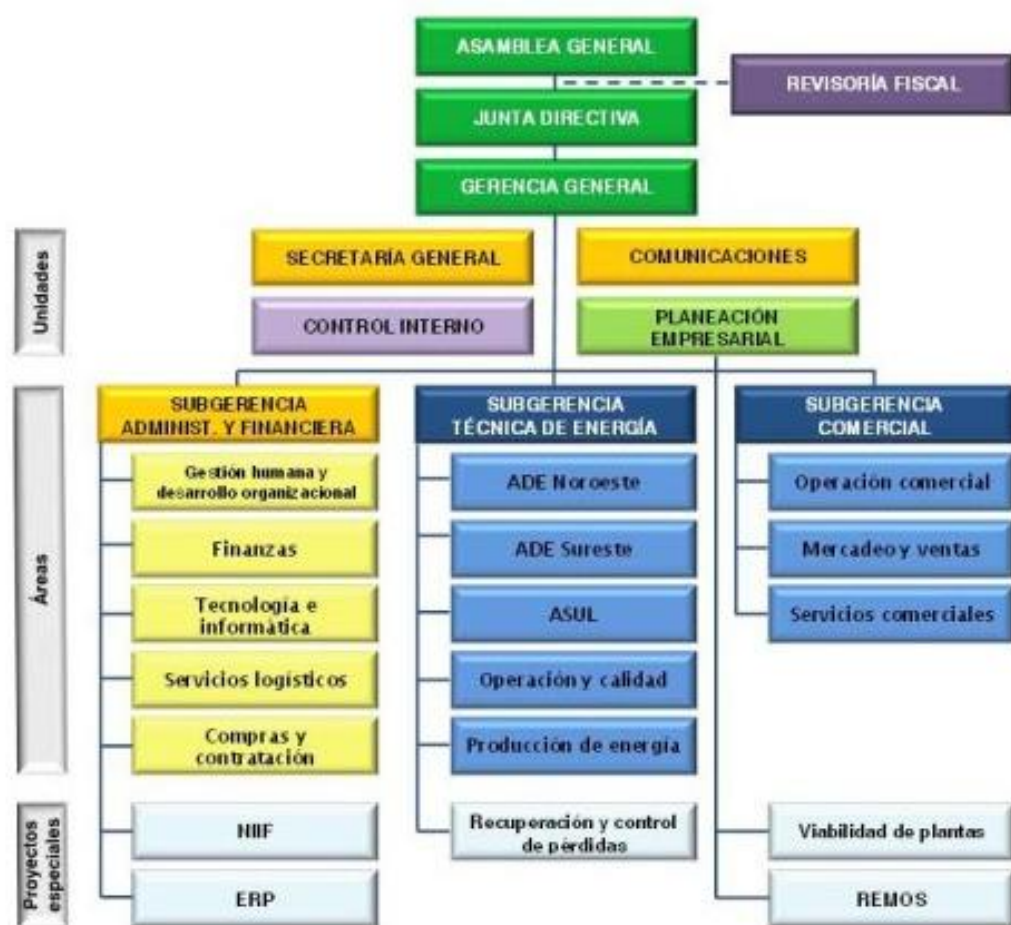 ASAMBLEA GENERAL
REVISORÍA FISCAL
JUNTA DIRECTIVA
GERENCIA GENERAL
Unidades
SECRETARÍA GENERAL
COMUNICACIONES
CONTROL INTERNO
PLANEACIÓN
EMPRESARIAL
Áreas
SUBGERENCIA
ADMINIST. Y FINANCIERA
SUBGERENCIA
TÉCNICA DE ENERGÍA
SUBGERENCIA
COMERCIAL
Gestión humana y
desarrollo organizacional
ADE Noroeste
Operación comercial
Finanzas
ADE Sureste
Mercadeo y ventas
Tecnología e
informática
ASUL
Servicios comerciales
Servicios logísticos
Operación y calidad
Compras y
contratación
Producción de energía
Proyectos
especiales
NIIF
Recuperación y control
de pérdidas
Viabilidad de plantas
ERP
REMOS